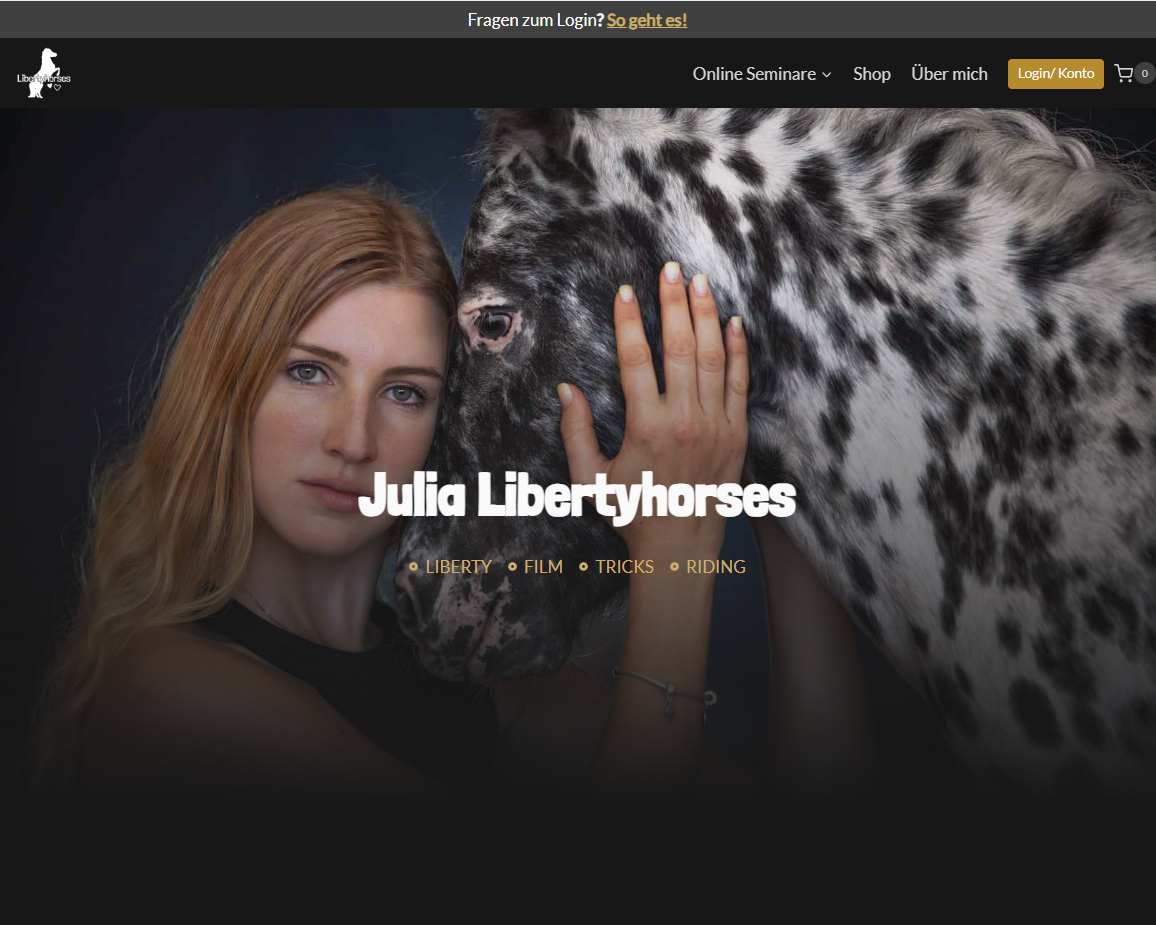 Fragen zum Login? So geht es!
Libertyhorses
Online Seminare
Shop
Über mich
Login/ Konto
0
Julia Libertyhorses
LIBERTY
FILM
TRICKS
RIDING